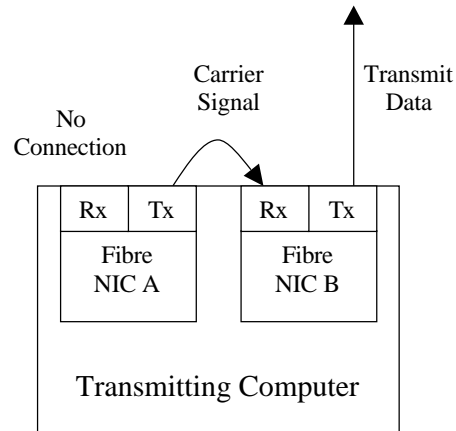 Carrier
Signal
Transmit
Data
No
Connection
Rx Tx Rx Tx
Fibre
NIC A
Fibre
NIC B
Transmitting Computer